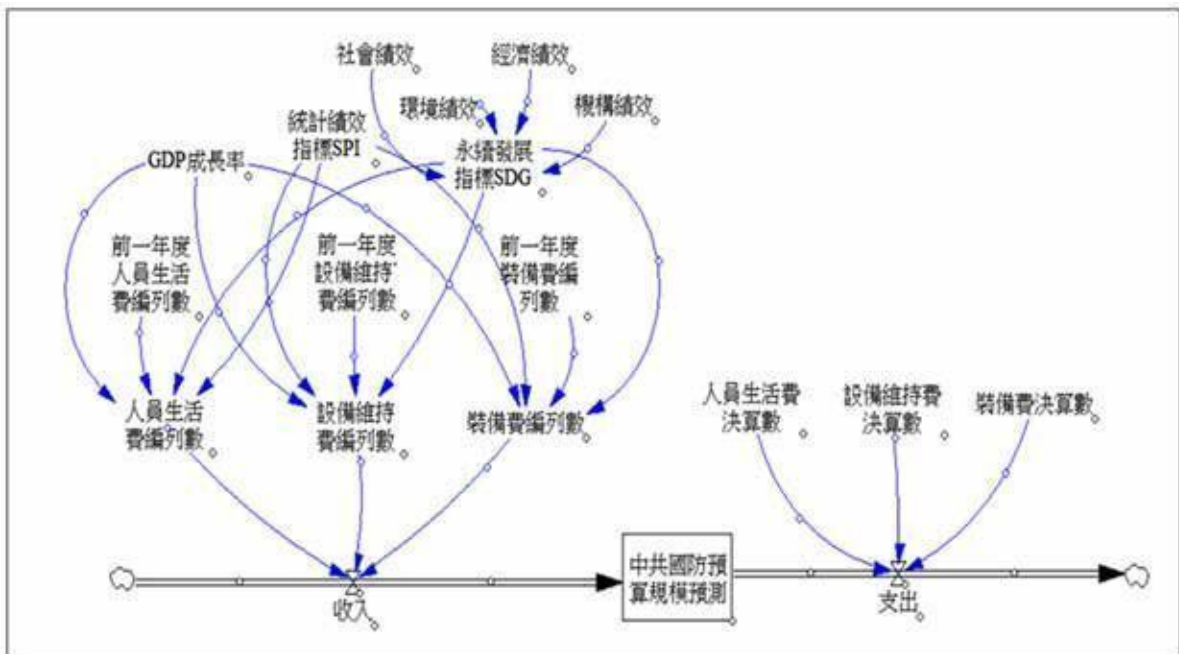 社會績效
經濟績效
環境績效
機構績效
統計績效
指標SPI
永續發展
指標SDG
GDP成長率
前一年度
人員生活
費編列數
前一年度
設備維持
費編列數
前一年度
裝備費編
列數
人員生活
費編列數
設備維持
費編列數
裝備費編列數
人員生活費
決算數
設備維持費
決算數
裝備費決算數
中共國防預
算規模預測
收入
支出